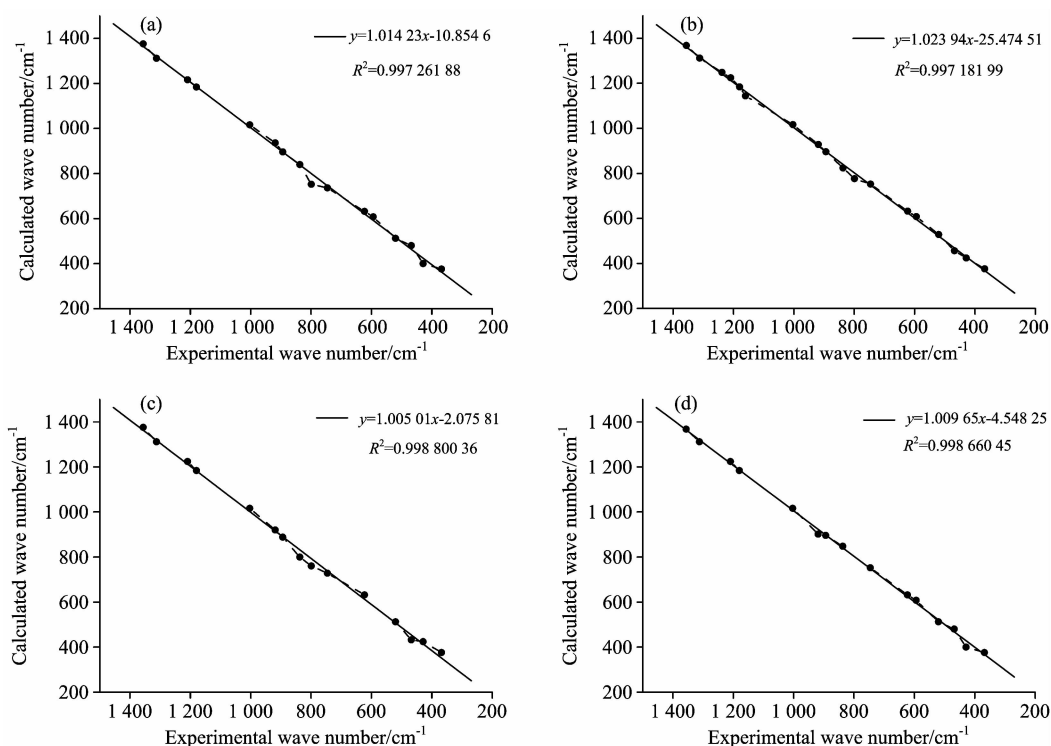 (a)
y=1.014 23x-10.854 6
R²=0.997 261 88
Calculated wave number/cm⁻¹
1 400
1 200
1 000
800
600
400
200
1 400 1 200 1 000 800 600 400 200
Experimental wave number/cm⁻¹
(b)
y=1.023 94x-25.474 51
R²=0.997 181 99
Calculated wave number/cm⁻¹
1 400
1 200
1 000
800
600
400
200
1 400 1 200 1 000 800 600 400 200
Experimental wave number/cm⁻¹
(c)
y=1.005 01x-2.075 81
R²=0.998 800 36
Calculated wave number/cm⁻¹
1 400
1 200
1 000
800
600
400
200
1 400 1 200 1 000 800 600 400 200
Experimental wave number/cm⁻¹
(d)
y=1.009 65x-4.548 25
R²=0.998 660 45
Calculated wave number/cm⁻¹
1 400
1 200
1 000
800
600
400
200
1 400 1 200 1 000 800 600 400 200
Experimental wave number/cm⁻¹